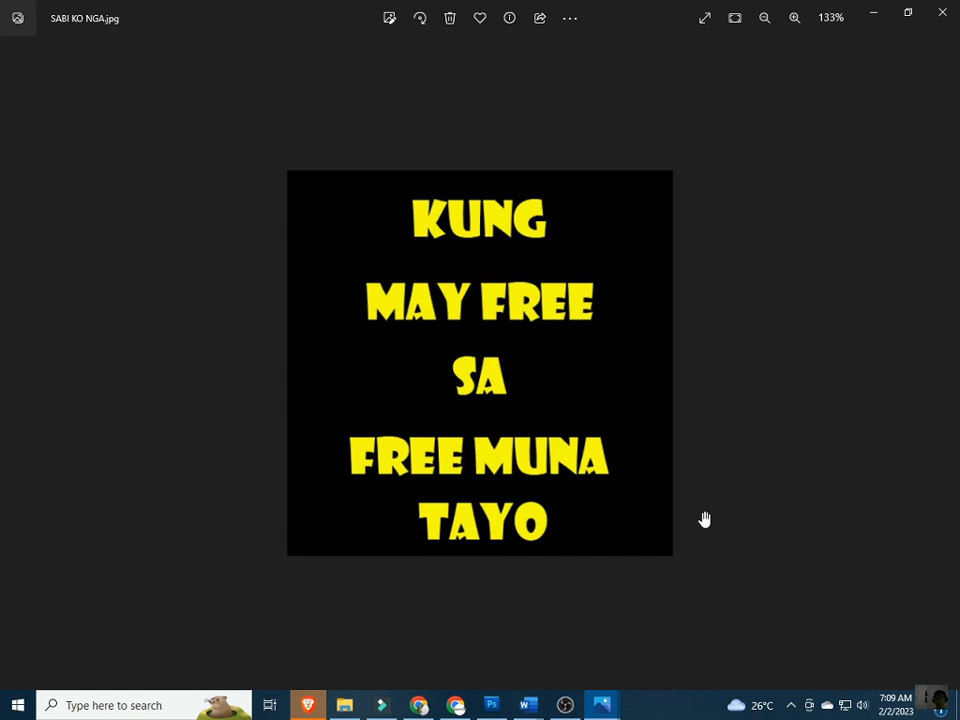 SABI KO NGA.jpg
133%
KUNG
MAY FREE
SA
FREE MUNA
TAYO
Type here to search
26°C
7:09 AM
2/2/2023